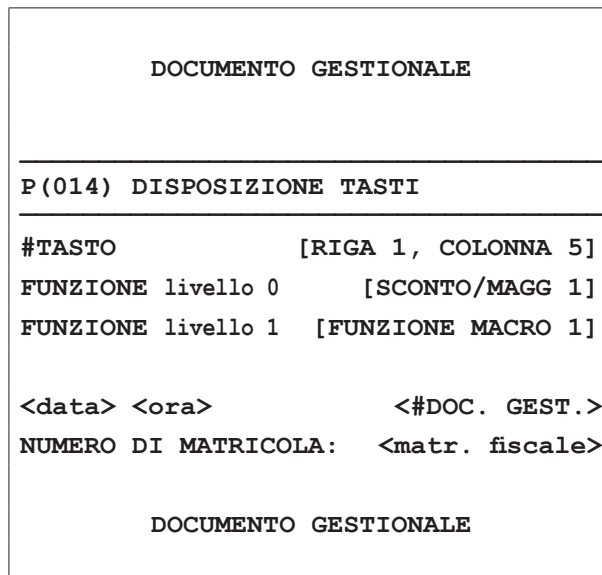 DOCUMENTO GESTIONALE
P(014) DISPOSIZIONE TASTI
#TASTO [RIGA 1, COLONNA 5]
FUNZIONE livello 0 [SCONTO/MAGG 1]
FUNZIONE livello 1 [FUNZIONE MACRO 1]
<data> <ora> <#DOC. GEST.>
NUMERO DI MATRICOLA: <matr. fiscale>
DOCUMENTO GESTIONALE